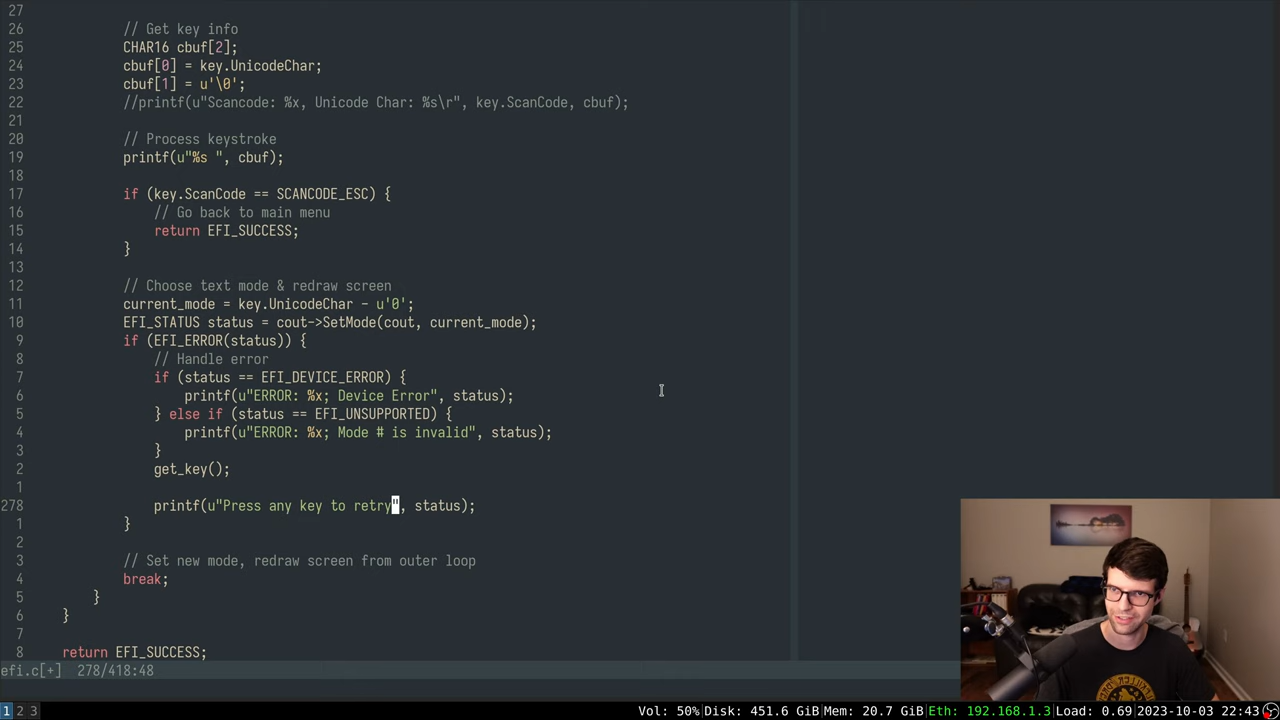 27
26 // Get key info
25 CHAR16 cbuf[2];
24 cbuf[0] = key.UnicodeChar;
23 cbuf[1] = u'\0';
22 //printf(u"Scancode: %x, Unicode Char: %s\r", key.ScanCode, cbuf);
21
20 // Process keystroke
19 printf(u"%s ", cbuf);
18
17 if (key.ScanCode == SCANCODE_ESC) {
16 // Go back to main menu
15 return EFI_SUCCESS;
14 }
13
12 // Choose text mode & redraw screen
11 current_mode = key.UnicodeChar - u'0';
10 EFI_STATUS status = cout->SetMode(cout, current_mode);
9 if (EFI_ERROR(status)) {
8 // Handle error
7 if (status == EFI_DEVICE_ERROR) {
6 printf(u"ERROR: %x; Device Error", status);
5 } else if (status == EFI_UNSUPPORTED) {
4 printf(u"ERROR: %x; Mode # is invalid", status);
3 }
2 get_key();
1
278 printf(u"Press any key to retry", status);
1 }
2
3 // Set new mode, redraw screen from outer loop
4 break;
5 }
6 }
7
8 return EFI_SUCCESS;
efi.c[+] 278/418:48
1 2 3 Vol: 50%|Disk: 451.6 GiB|Mem: 20.7 GiB|Eth: 192.168.1.3|Load: 0.69|2023-10-03 22:43